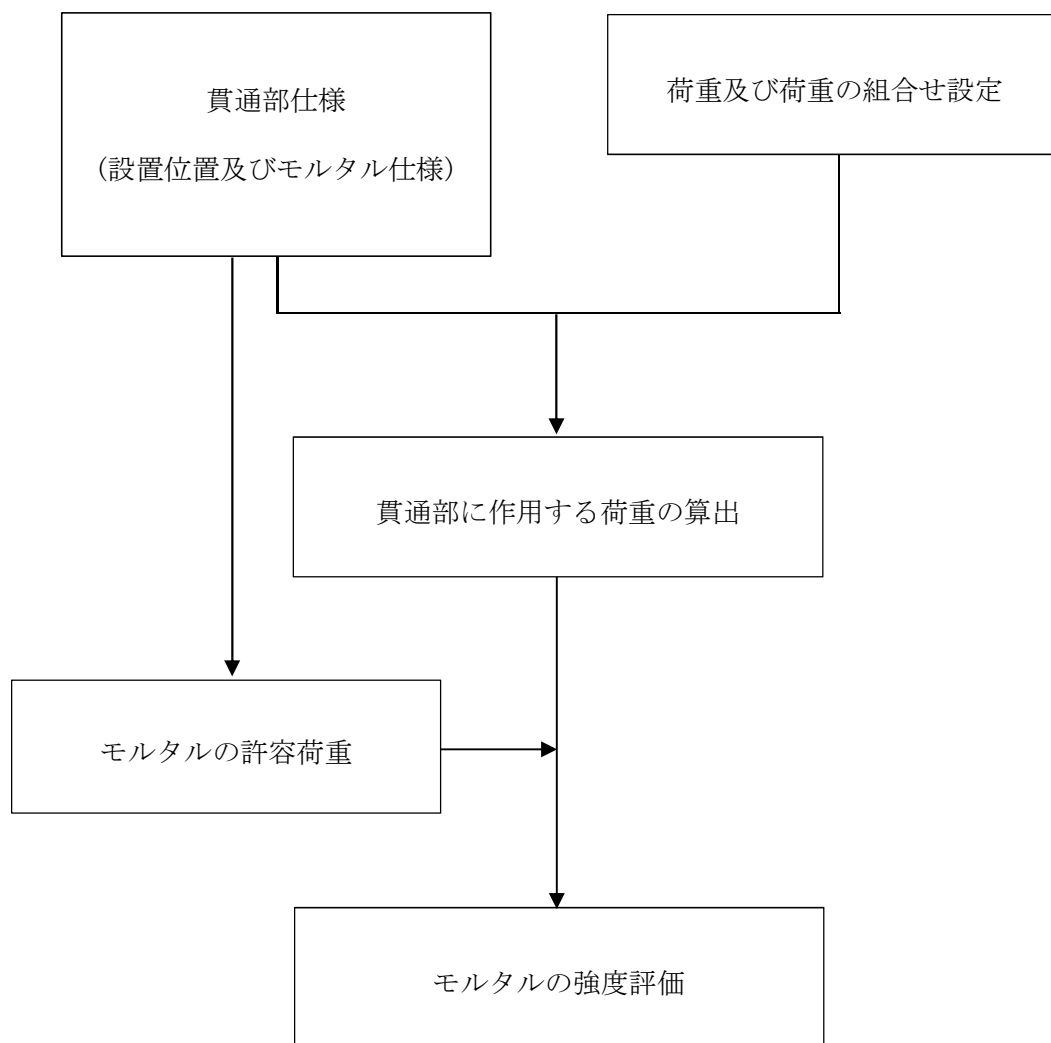 貫通部仕様
（設置位置及びモルタル仕様）
荷重及び荷重の組合せ設定
貫通部に作用する荷重の算出
モルタルの許容荷重
モルタルの強度評価